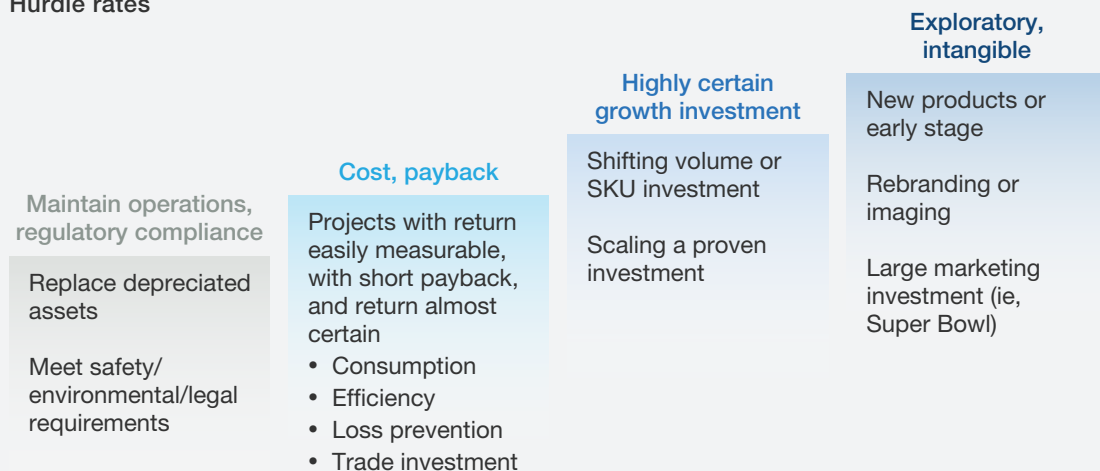 Hurdle rates
Maintain operations,
regulatory compliance
Replace depreciated
assets
Meet safety/
environmental/legal
requirements
Cost, payback
Projects with return
easily measurable,
with short payback,
and return almost
certain
• Consumption
• Efficiency
• Loss prevention
• Trade investment
Highly certain
growth investment
Shifting volume or
SKU investment
Scaling a proven
investment
Exploratory,
intangible
New products or
early stage
Rebranding or
imaging
Large marketing
investment (ie,
Super Bowl)